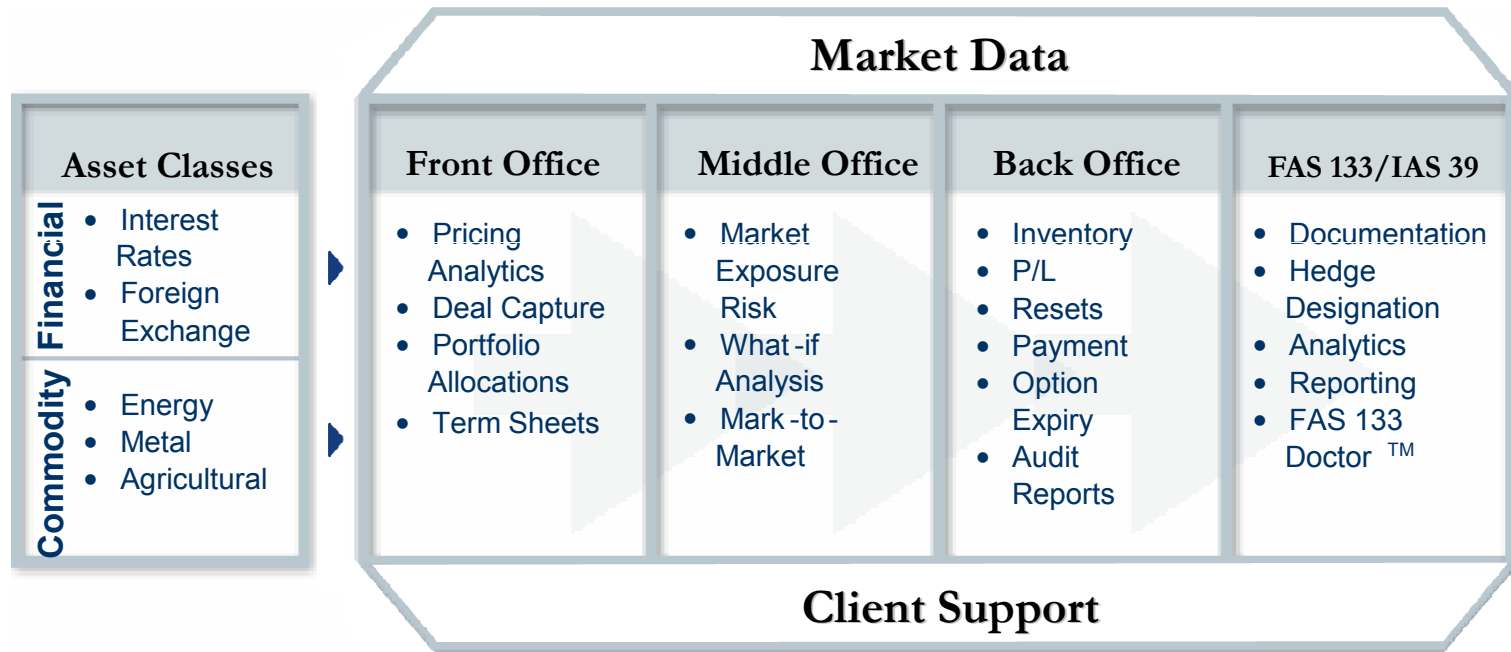 Market Data
Asset Classes
Financial
• Interest
Rates
• Foreign
Exchange
Commodity
• Energy
• Metal
• Agricultural
Front Office
• Pricing
Analytics
• Deal Capture
• Portfolio
Allocations
• Term Sheets
Middle Office
• Market
Exposure
Risk
• What-if
Analysis
• Mark-to-
Market
Back Office
• Inventory
• P/L
• Resets
• Payment
• Option
Expiry
• Audit
Reports
FAS 133/IAS 39
• Documentation
• Hedge
Designation
• Analytics
• Reporting
• FAS 133
Doctor TM
Client Support